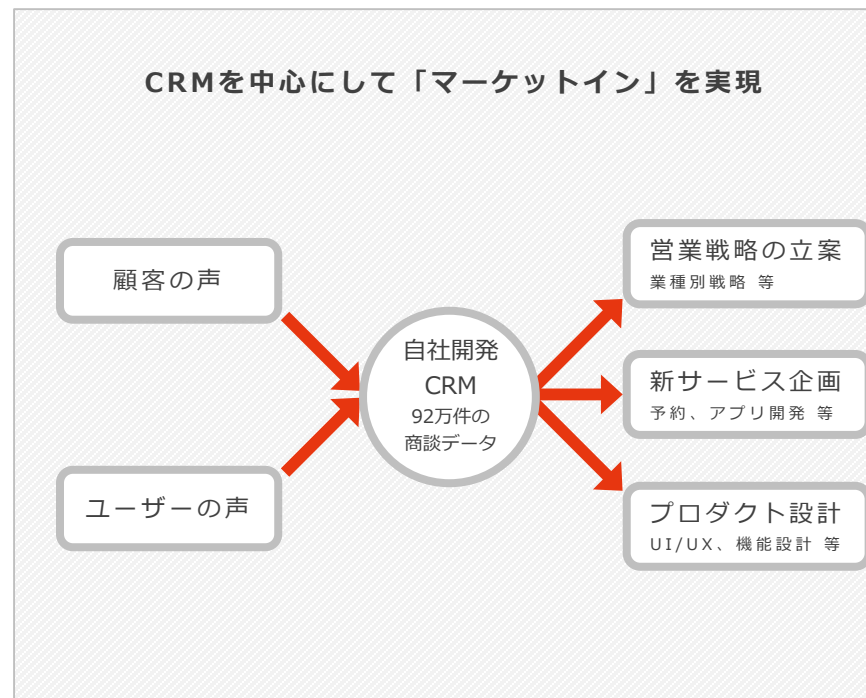 CRMを中心にして「マーケットイン」を実現
顧客の声
ユーザーの声
自社開発
CRM
92万件の
商談データ
営業戦略の立案
業種別戦略 等
新サービス企画
予約、アプリ開発 等
プロダクト設計
UI/UX、機能設計 等